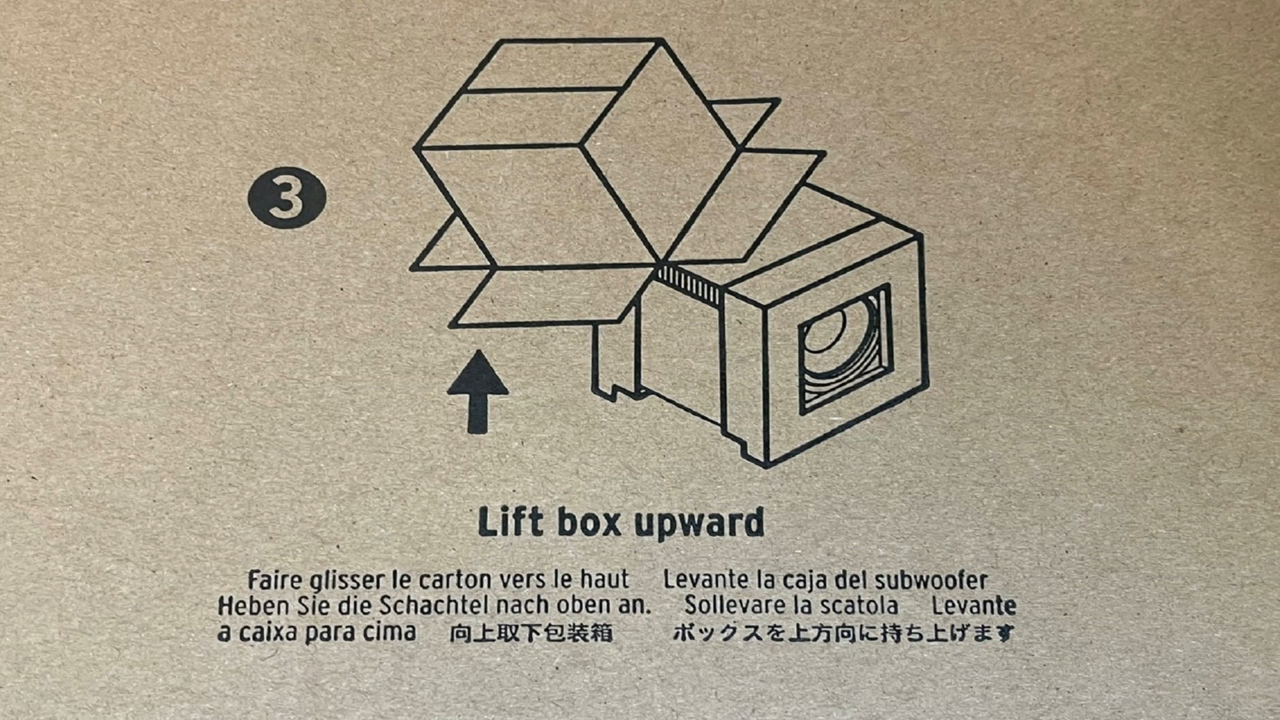 3
Lift box upward
Faire glisser le carton vers le haut Levante la caja del subwoofer
Heben Sie die Schachtel nach oben an. Sollevare la scatola Levante
a caixa para cima 向上取下包装箱 ボックスを上方向に持ち上げます